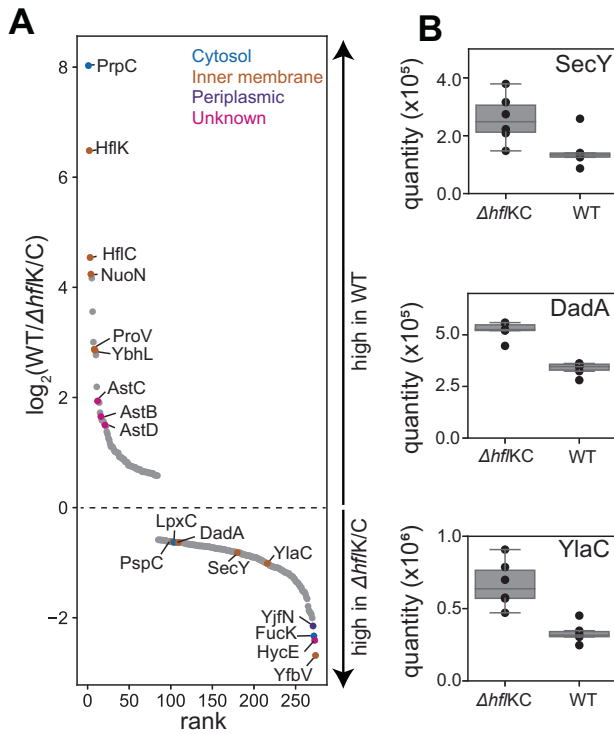 A
8
6
4
2
0
−2
log₂(WT/ΔhflK/C)
Cytosol
Inner membrane
Periplasmic
Unknown
PrpC
HflK
HflC
NuoN
ProV
YbhL
AstC
AstB
AstD
LpxC
DadA
PspC
SecY
YlaC
YjfN
FucK
HycE
YfbV
0
50
100
150
200
250
rank
high in WT
high in ΔhflK/C
B
SecY
quantity (x10⁵)
4.0
2.0
0.0
ΔhflKC
WT
DadA
quantity (x10⁵)
5.0
2.5
0.0
ΔhflKC
WT
YlaC
quantity (x10⁶)
1.0
0.5
0.0
ΔhflKC
WT